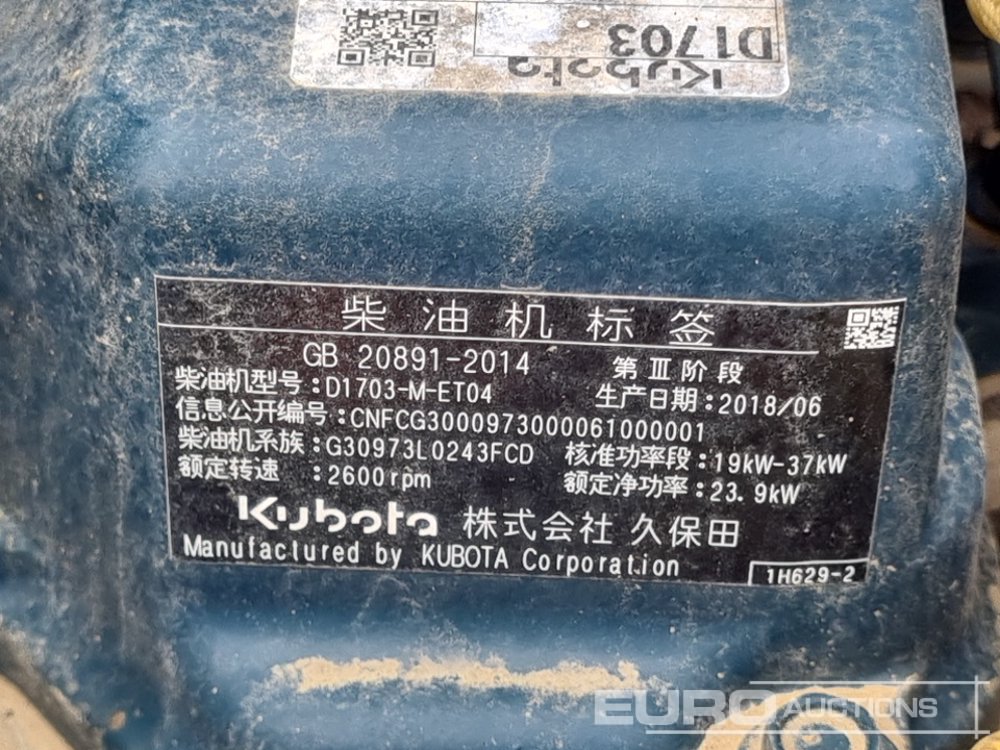 Kubota
D1703
柴油机标签
GB 20891-2014 第Ⅲ阶段
柴油机型号:D1703-M-ET04 生产日期:2018/06
信息公开编号:CNFCG3000973000061000001
柴油机系族:G30973L0243FCD 核准功率段:19kW-37kW
额定转速:2600rpm 额定净功率:23.9kW
Kubota 株式会社 久保田
Manufactured by KUBOTA Corporation
1H629-2
EURO AUCTIONS